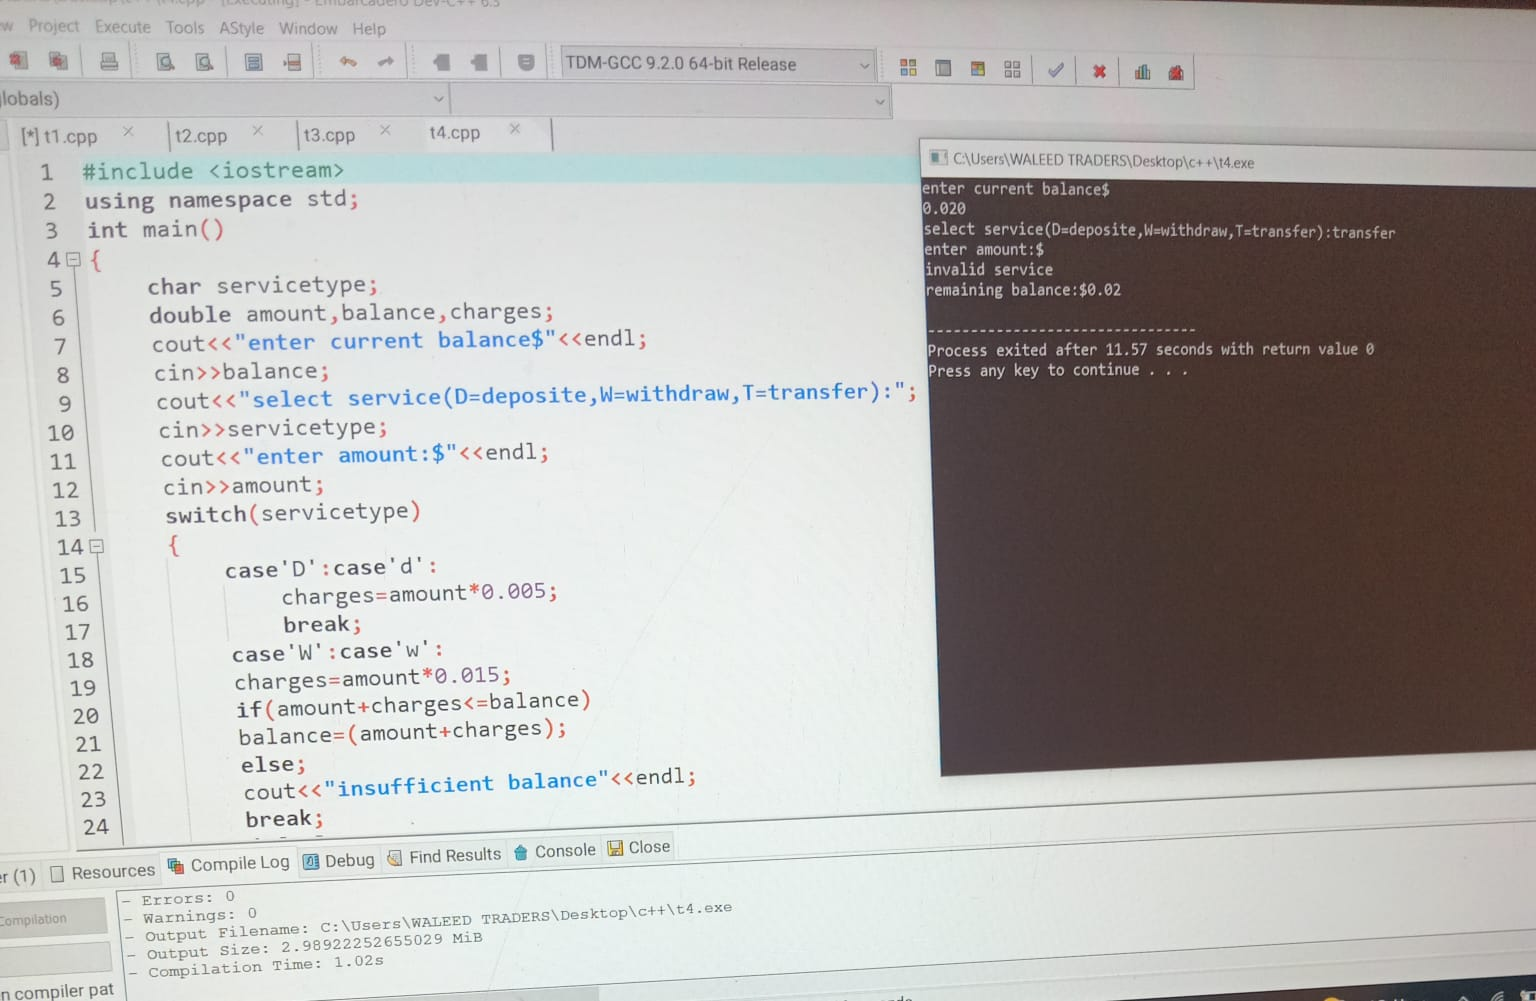 Project Execute Tools AStyle Window Help
TDM-GCC 9.2.0 64-bit Release
lobals)
[*] t1.cpp t2.cpp t3.cpp t4.cpp
1 #include <iostream>
2 using namespace std;
3 int main()
4 {
5 char servicetype;
6 double amount,balance,charges;
7 cout<<"enter current balance$"<<endl;
8 cin>>balance;
9 cout<<"select service(D=deposite,W=withdraw,T=transfer):";
10 cin>>servicetype;
11 cout<<"enter amount:$"<<endl;
12 cin>>amount;
13 switch(servicetype)
14 {
15 case'D':case'd':
16 charges=amount*0.005;
17 break;
18 case'W':case'w':
19 charges=amount*0.015;
20 if(amount+charges<=balance)
21 balance=(amount+charges);
22 else;
23 cout<<"insufficient balance"<<endl;
24 break;
C:\Users\WALEED TRADERS\Desktop\c++\t4.exe
enter current balance$
0.020
select service(D=deposite,W=withdraw,T=transfer):transfer
enter amount:$
invalid service
remaining balance:$0.02
--------------------------------
Process exited after 11.57 seconds with return value 0
Press any key to continue . . .
er (1) Resources Compile Log Debug Find Results Console Close
Compilation
- Errors: 0
- Warnings: 0
- Output Filename: C:\Users\WALEED TRADERS\Desktop\c++\t4.exe
- Output Size: 2.98922252655029 MiB
- Compilation Time: 1.02s
n compiler pat